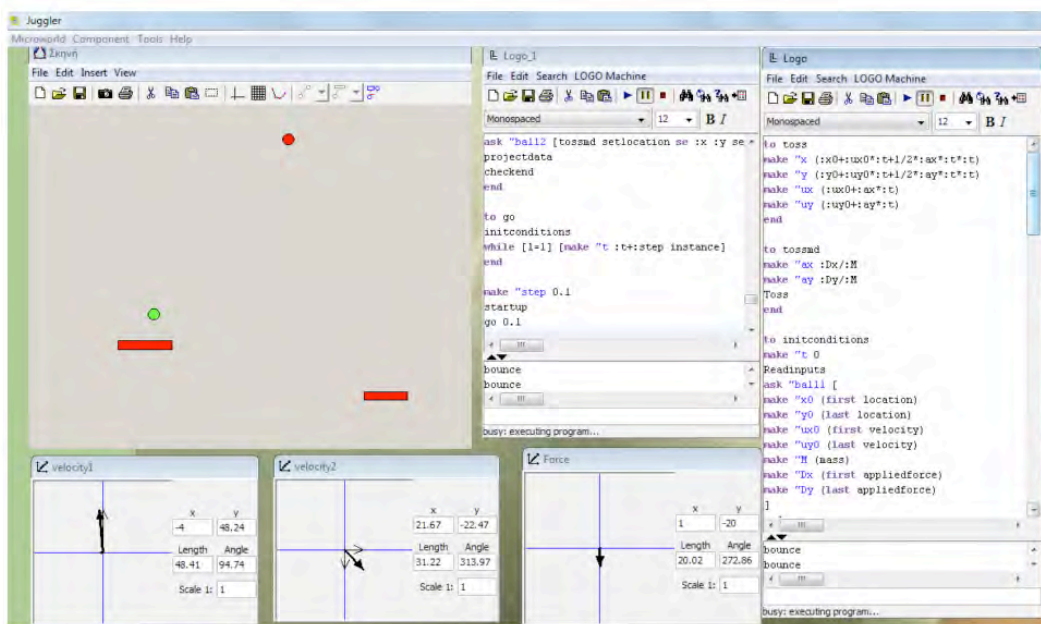 Juggler
Microworld Component Tools Help
Σκηνή
File Edit Insert View
Logo_1
File Edit Search LOGO Machine
Monospaced 12 B I
ask "ball2 [tossmd setlocation se :x :y se
projectdata
checkend
end
to go
initconditions
while [1=1] [make "t :t+:step instance]
end
make "step 0.1
startup
go 0.1
bounce
bounce
busy: executing program...
Logo
File Edit Search LOGO Machine
Monospaced 12 B I
to toss
make "x (:x0+:ux0*:t+1/2*:ax*:t*:t)
make "y (:y0+:uy0*:t+1/2*:ay*:t*:t)
make "ux (:ux0+:ax*:t)
make "uy (:uy0+:ay*:t)
end
to tossmd
make "ax :Dx/:M
make "ay :Dy/:M
Toss
end
to initconditions
make "t 0
Readinputs
ask "ball1 [
make "x0 (first location)
make "y0 (last location)
make "ux0 (first velocity)
make "uy0 (last velocity)
make "M (mass)
make "Dx (first appliedforce)
make "Dy (last appliedforce)
]
bounce
bounce
busy: executing program...
velocity1
x y
-4 48.24
Length Angle
48.41 94.74
Scale 1: 1
velocity2
x y
21.67 -22.47
Length Angle
31.22 313.97
Scale 1: 1
Force
x y
1 -20
Length Angle
20.02 272.86
Scale 1: 1